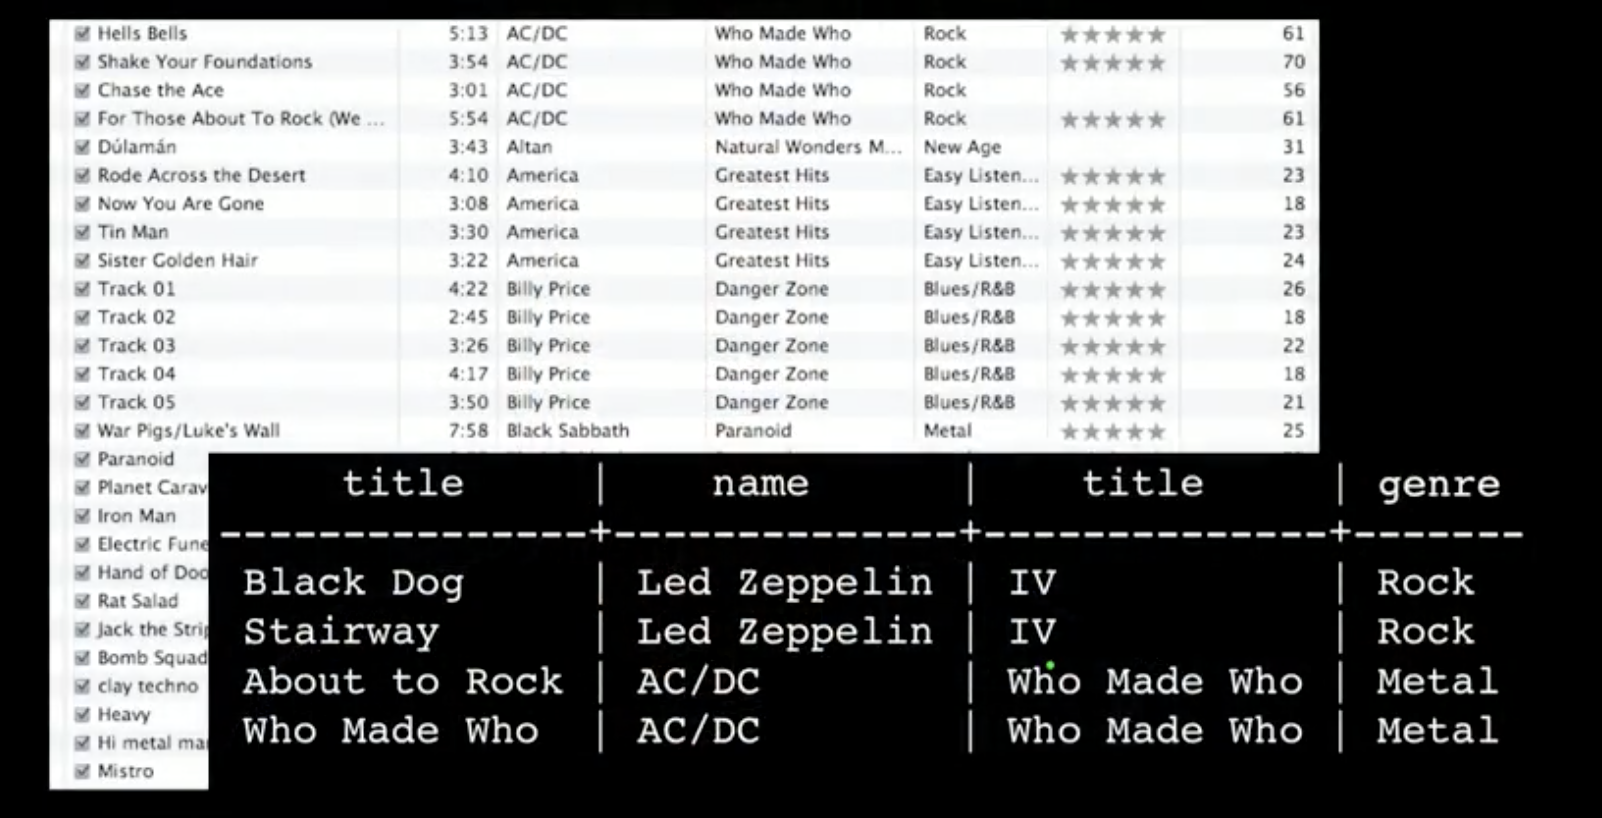 Hells Bells 5:13 AC/DC Who Made Who Rock ★★★★★ 61
Shake Your Foundations 3:54 AC/DC Who Made Who Rock ★★★★★ 70
Chase the Ace 3:01 AC/DC Who Made Who Rock 56
For Those About To Rock (We ... 5:54 AC/DC Who Made Who Rock ★★★★★ 61
Dúlamán 3:43 Altan Natural Wonders M... New Age 31
Rode Across the Desert 4:10 America Greatest Hits Easy Listen... ★★★★★ 23
Now You Are Gone 3:08 America Greatest Hits Easy Listen... ★★★★★ 18
Tin Man 3:30 America Greatest Hits Easy Listen... ★★★★★ 23
Sister Golden Hair 3:22 America Greatest Hits Easy Listen... ★★★★★ 24
Track 01 4:22 Billy Price Danger Zone Blues/R&B ★★★★★ 26
Track 02 2:45 Billy Price Danger Zone Blues/R&B ★★★★★ 18
Track 03 3:26 Billy Price Danger Zone Blues/R&B ★★★★★ 22
Track 04 4:17 Billy Price Danger Zone Blues/R&B ★★★★★ 18
Track 05 3:50 Billy Price Danger Zone Blues/R&B ★★★★★ 21
War Pigs/Luke's Wall 7:58 Black Sabbath Paranoid Metal ★★★★★ 25
Paranoid
Planet Carav
Iron Man
Electric Fune
Hand of Doo
Rat Salad
Jack the Strip
Bomb Squad
clay techno
Heavy
Hi metal ma
Mistro
title | name | title | genre
---------------+--------------+---------------+-------
Black Dog | Led Zeppelin | IV | Rock
Stairway | Led Zeppelin | IV | Rock
About to Rock | AC/DC | Who Made Who | Metal
Who Made Who | AC/DC | Who Made Who | Metal